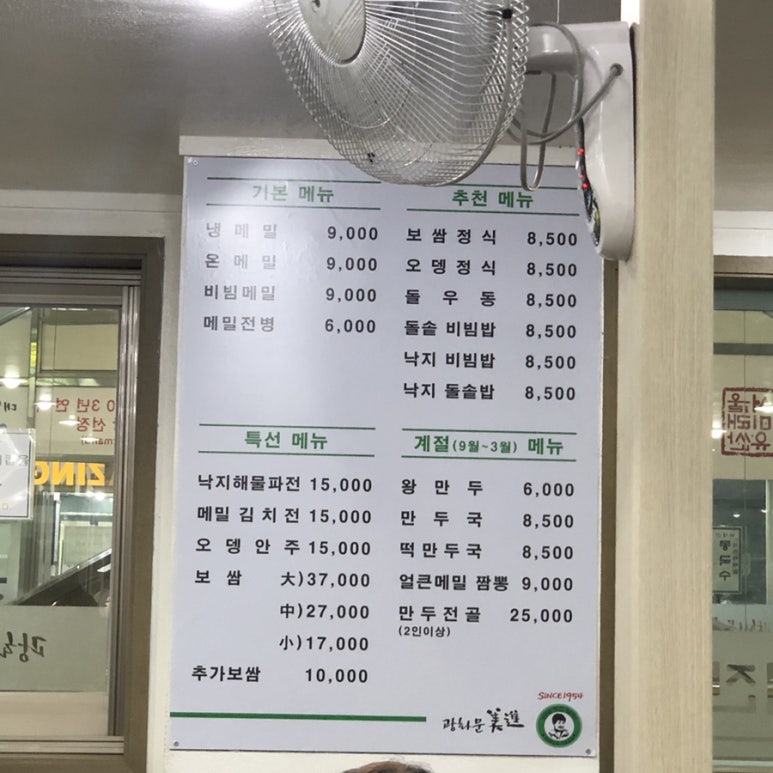 기본 메뉴
냉메밀 9,000
온메밀 9,000
비빔메밀 9,000
메밀전병 6,000
추천 메뉴
보쌈정식 8,500
오뎅정식 8,500
돌우동 8,500
돌솥 비빔밥 8,500
낙지 비빔밥 8,500
낙지 돌솥밥 8,500
특선 메뉴
낙지해물파전 15,000
메밀김치전 15,000
오뎅안주 15,000
보쌈 大)37,000
中)27,000
小)17,000
추가보쌈 10,000
계절(9월~3월) 메뉴
왕만두 6,000
만두국 8,500
떡만두국 8,500
얼큰메밀 짬뽕 9,000
만두전골 25,000
(2인이상)
SINCE1954
광화문 美進